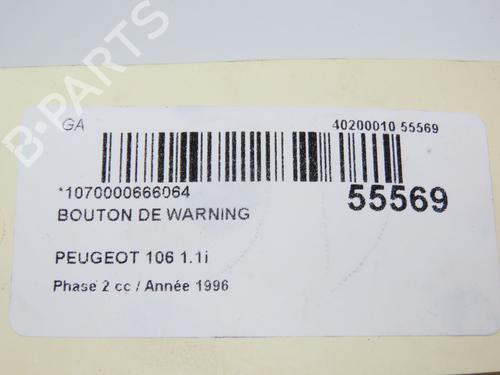 B-PARTS
GA
40200010 55569
*1070000666064
55569
BOUTON DE WARNING
PEUGEOT 106 1.1i
Phase 2 cc / Année 1996